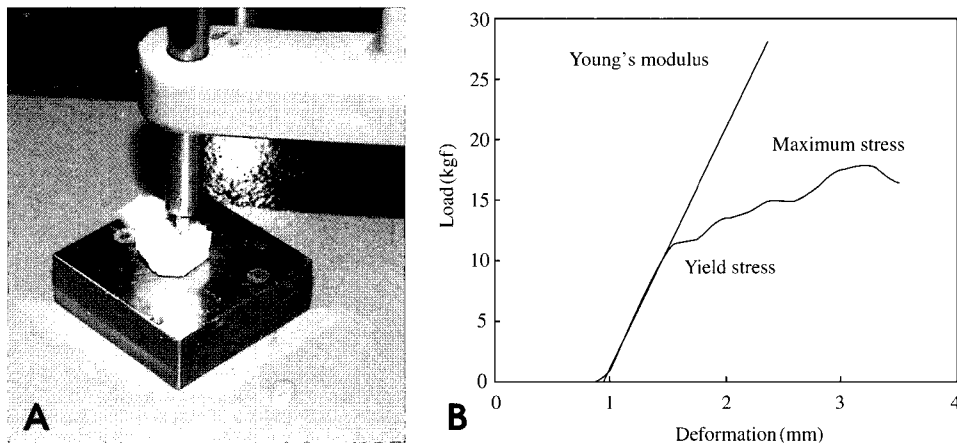 A
B
30
25
20
15
10
5
0
Load (kgf)
Young's modulus
Maximum stress
Yield stress
0 1 2 3 4
Deformation (mm)